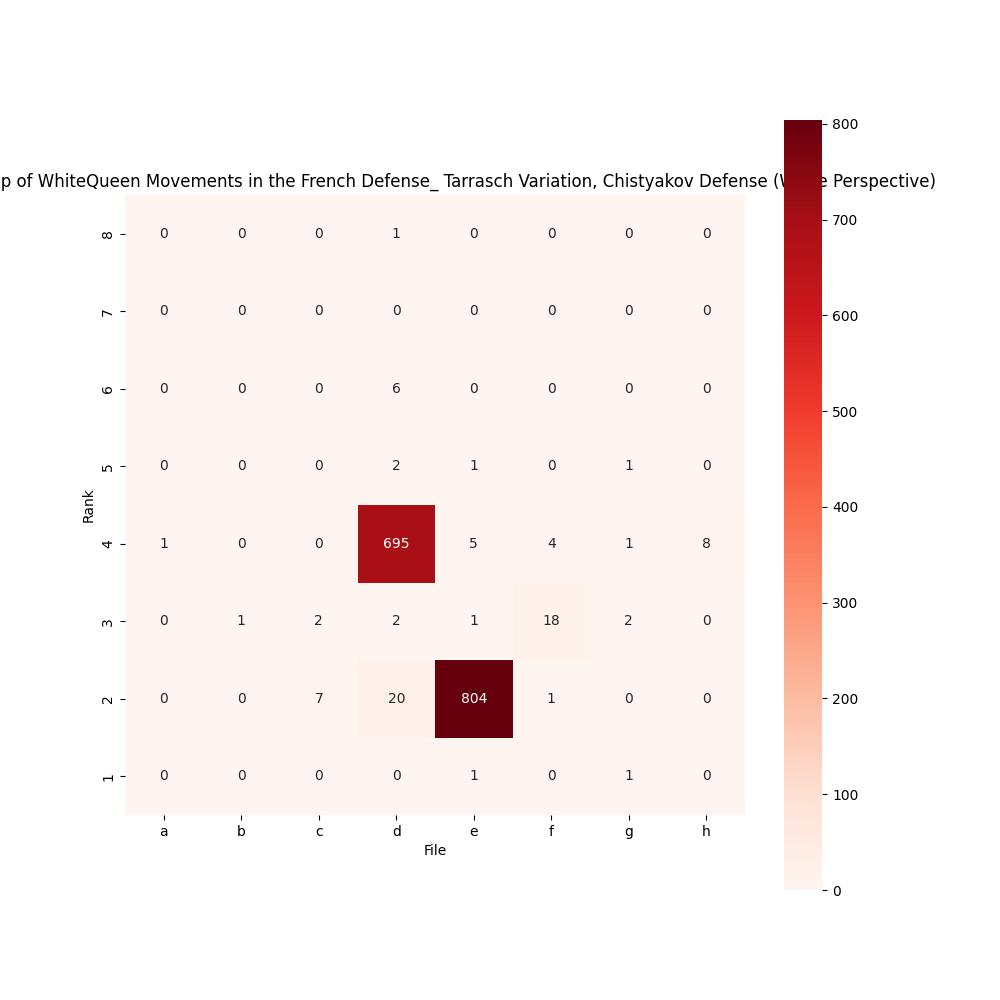 800
p of WhiteQueen Movements in the French Defense_ Tarrasch Variation, Chistyakov Defense ( Perspective)
8 0 0 0 1 0 0 0 0
700
7 0 0 0 0 0 0 0 0
600
6 0 0 0 6 0 0 0 0
500
5 0 0 0 2 1 0 1 0
Rank
400
4 1 0 0 695 5 4 1 8
300
3 0 1 2 2 1 18 2 0
200
2 0 0 7 20 804 1 0 0
100
1 0 0 0 0 1 0 1 0
a b c d e f g h
File
0